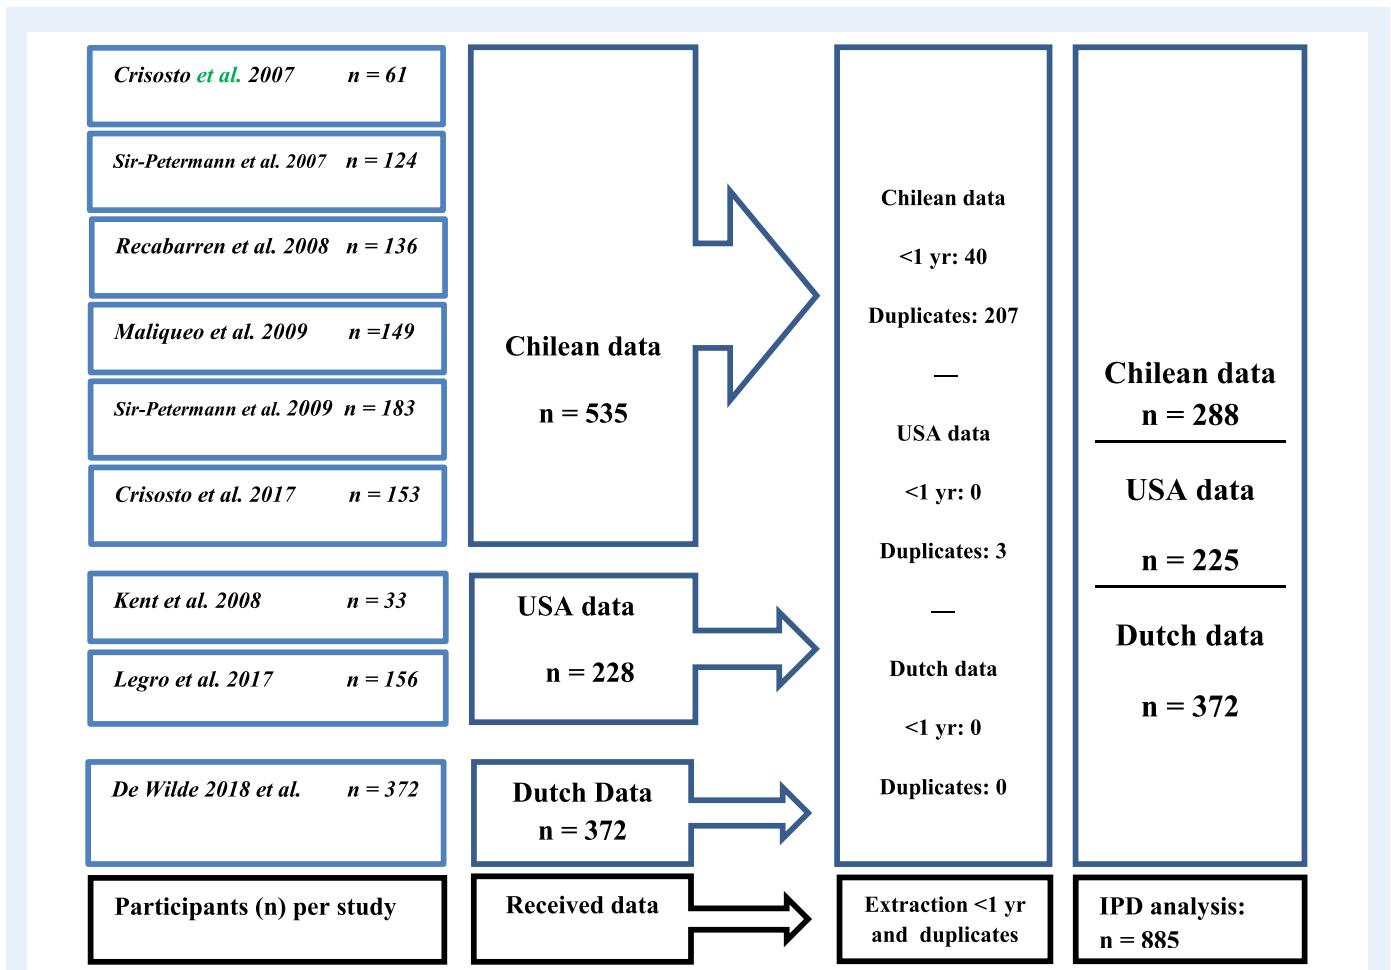 Crisosto et al. 2007 n = 61
Sir-Petermann et al. 2007 n = 124
Recabarren et al. 2008 n = 136
Maliqueo et al. 2009 n =149
Sir-Petermann et al. 2009 n = 183
Crisosto et al. 2017 n = 153
Kent et al. 2008 n = 33
Legro et al. 2017 n = 156
De Wilde 2018 et al. n = 372
Participants (n) per study
Chilean data
n = 535
USA data
n = 228
Dutch Data
n = 372
Received data
Chilean data
<1 yr: 40
Duplicates: 207
—
USA data
<1 yr: 0
Duplicates: 3
—
Dutch data
<1 yr: 0
Duplicates: 0
Extraction <1 yr
and duplicates
Chilean data
n = 288
USA data
n = 225
Dutch data
n = 372
IPD analysis:
n = 885